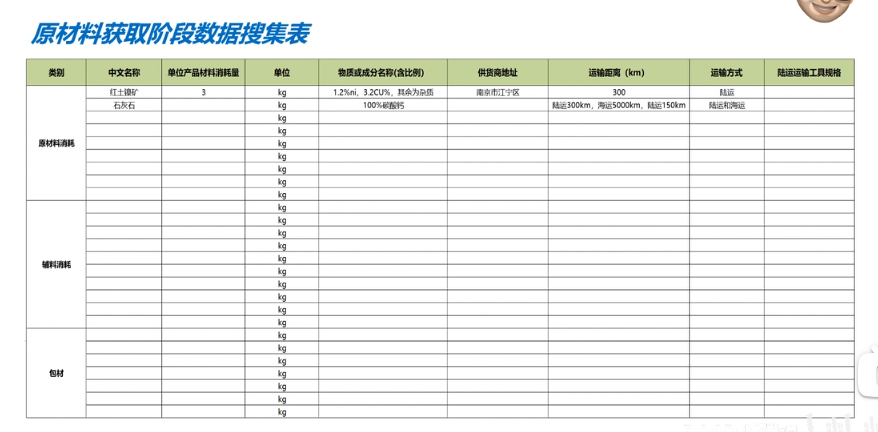 原材料获取阶段数据搜集表
类别 中文名称 单位产品材料消耗量 单位 物质或成分名称(含比例) 供货商地址 运输距离（km） 运输方式 陆运运输工具规格
红土镍矿 3 kg 1.2%ni，3.2CU%，其余为杂质 南京市江宁区 300 陆运
石灰石 kg 100%碳酸钙 陆运300km，海运5000km，陆运150km 陆运和海运
kg
kg
原材料消耗 kg
kg
kg
kg
kg
kg
kg
kg
kg
辅料消耗 kg
kg
kg
kg
kg
kg
kg
kg
kg
包材 kg
kg
kg
kg